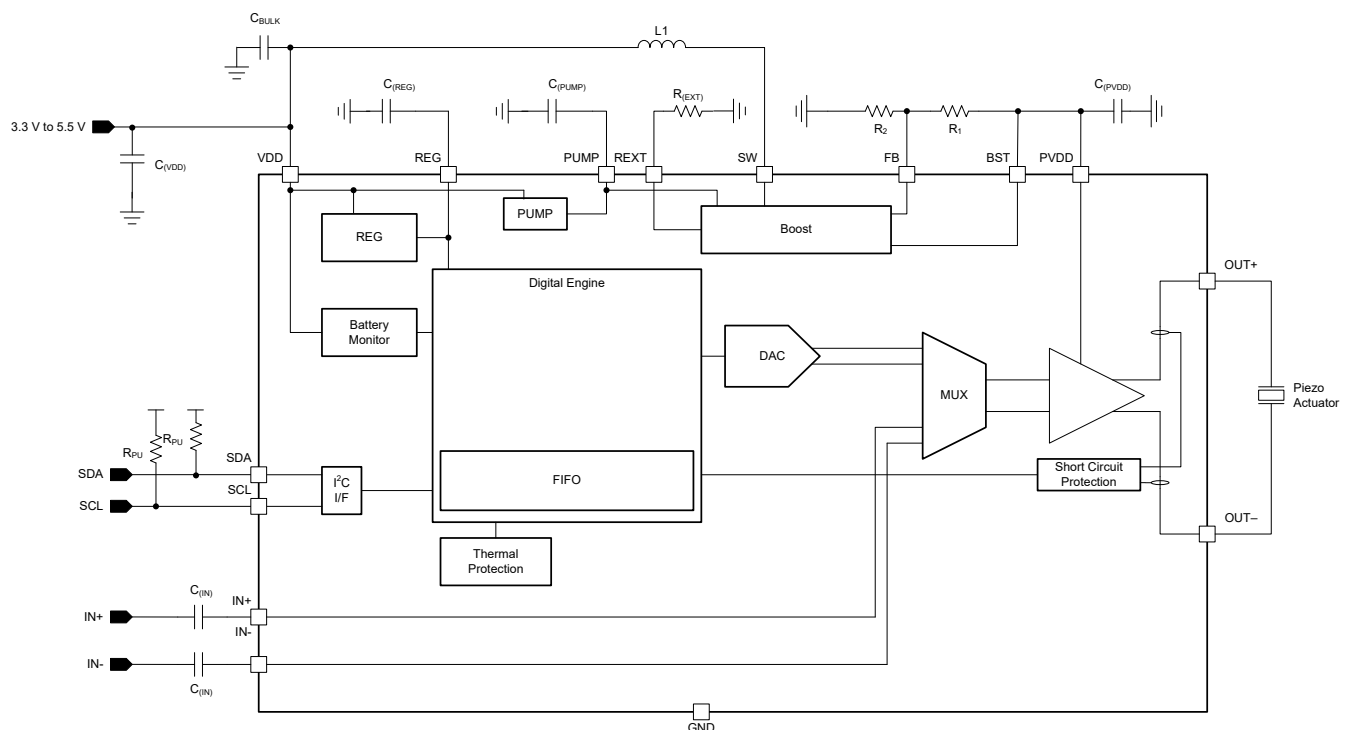 C(BULK)
L1
C(REG)
C(PUMP)
R(EXT)
C(PVDD)
R2
R1
3.3 V to 5.5 V
C(VDD)
VDD
REG
PUMP
REXT
SW
FB
BST
PVDD
PUMP
REG
Boost
OUT+
Digital Engine
Battery
Monitor
DAC
MUX
Piezo
Actuator
RPU
RPU
SDA
SDA
SCL
SCL
I2C
I/F
FIFO
Short Circuit
Protection
OUT–
Thermal
Protection
C(IN)
IN+
IN+
IN-
IN-
C(IN)
GND